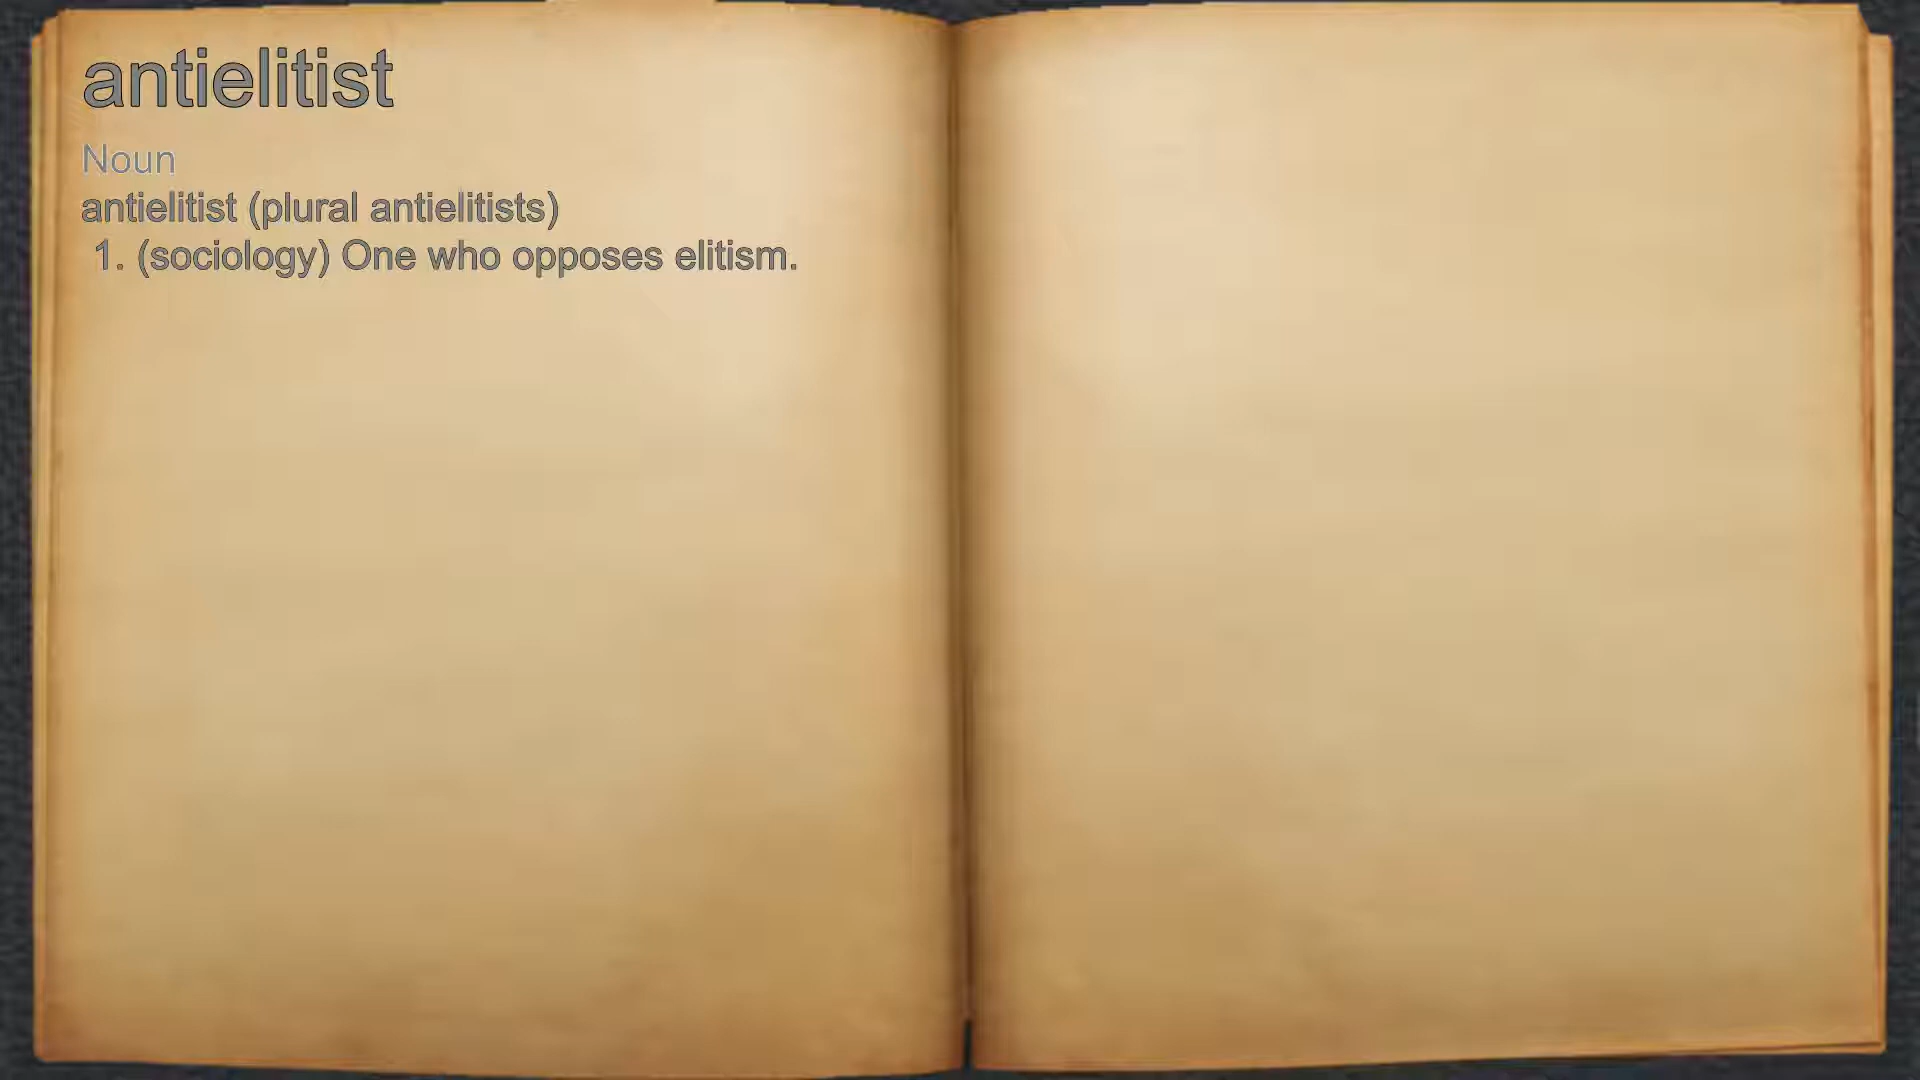 antielitist
Noun
antielitist (plural antielitists)
1. (sociology) One who opposes elitism.